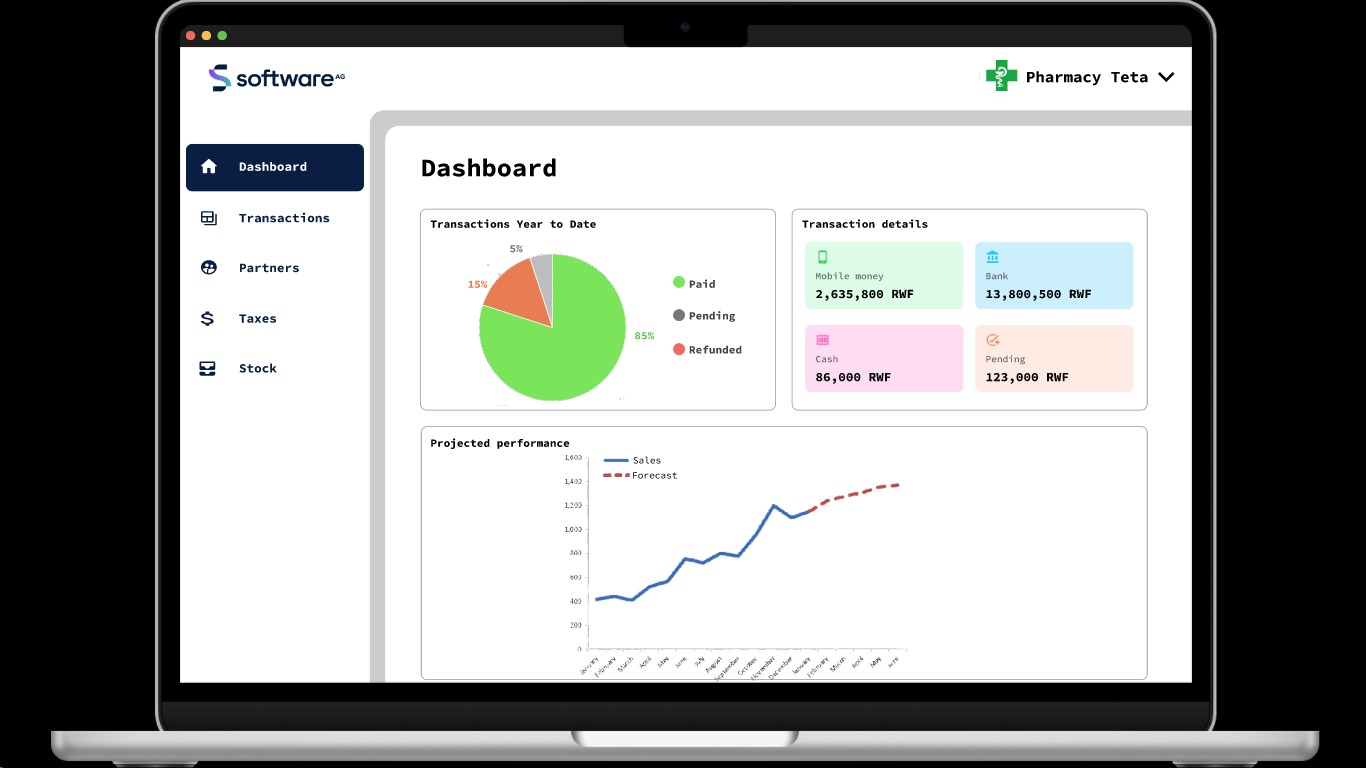 software AG
Pharmacy Teta
Dashboard
Transactions
Partners
Taxes
Stock
Dashboard
Transactions Year to Date
5%
15%
85%
Paid
Pending
Refunded
Transaction details
Mobile money
2,635,800 RWF
Bank
13,800,500 RWF
Cash
86,000 RWF
Pending
123,000 RWF
Projected performance
Sales
Forecast
1,600
1,400
1,200
1,000
800
600
400
200
0
January
February
March
April
May
June
July
August
September
October
November
December
January
February
March
April
May
June